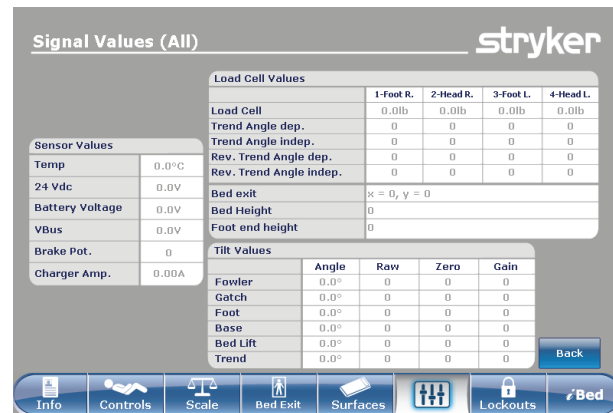 Signal Values (All)
stryker
Load Cell Values
1-Foot R. 2-Head R. 3-Foot L. 4-Head L.
Load Cell 0.0lb 0.0lb 0.0lb 0.0lb
Trend Angle dep. 0 0 0 0
Trend Angle indep. 0 0 0 0
Rev. Trend Angle dep. 0 0 0 0
Rev. Trend Angle indep. 0 0 0 0
Bed exit x = 0, y = 0
Bed Height 0
Foot end height 0
Sensor Values
Temp 0.0°C
24 Vdc 0.0V
Battery Voltage 0.0V
VBus 0.0V
Brake Pot. 0
Charger Amp. 0.00A
Tilt Values
Angle Raw Zero Gain
Fowler 0.0° 0 0 0
Gatch 0.0° 0 0 0
Foot 0.0° 0 0 0
Base 0.0° 0 0 0
Bed Lift 0.0° 0 0 0
Trend 0.0° 0 0 0
Back
Info Controls Scale Bed Exit Surfaces Lockouts iBed